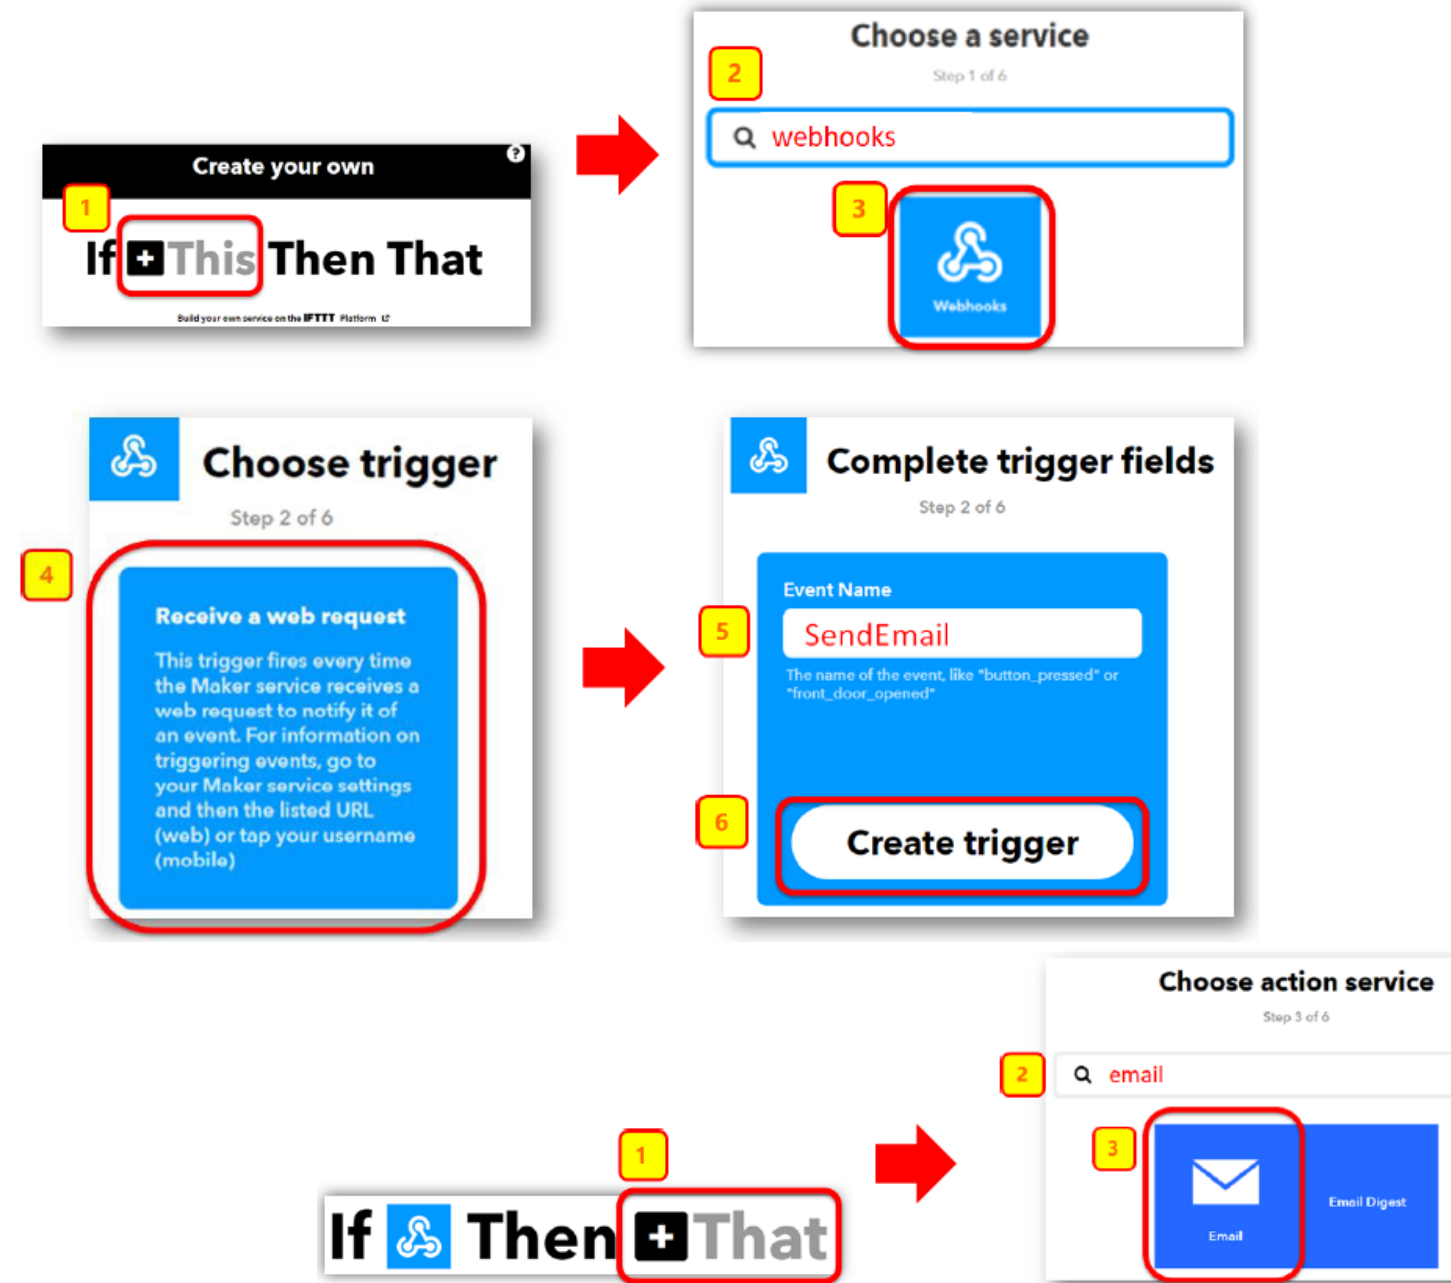 Create your own
?
1
If + This Then That
Build your own service on the IFTTT Platform
Choose a service
2
Step 1 of 6
webhooks
3
Webhooks
Choose trigger
Step 2 of 6
4
Receive a web request
This trigger fires every time
the Maker service receives a
web request to notify it of
an event. For information on
triggering events, go to
your Maker service settings
and then the listed URL
(web) or tap your username
(mobile)
Complete trigger fields
Step 2 of 6
Event Name
5
SendEmail
The name of the event, like "button_pressed" or
"front_door_opened"
6
Create trigger
1
If Then + That
Choose action service
Step 3 of 6
2
email
3
Email
Email Digest